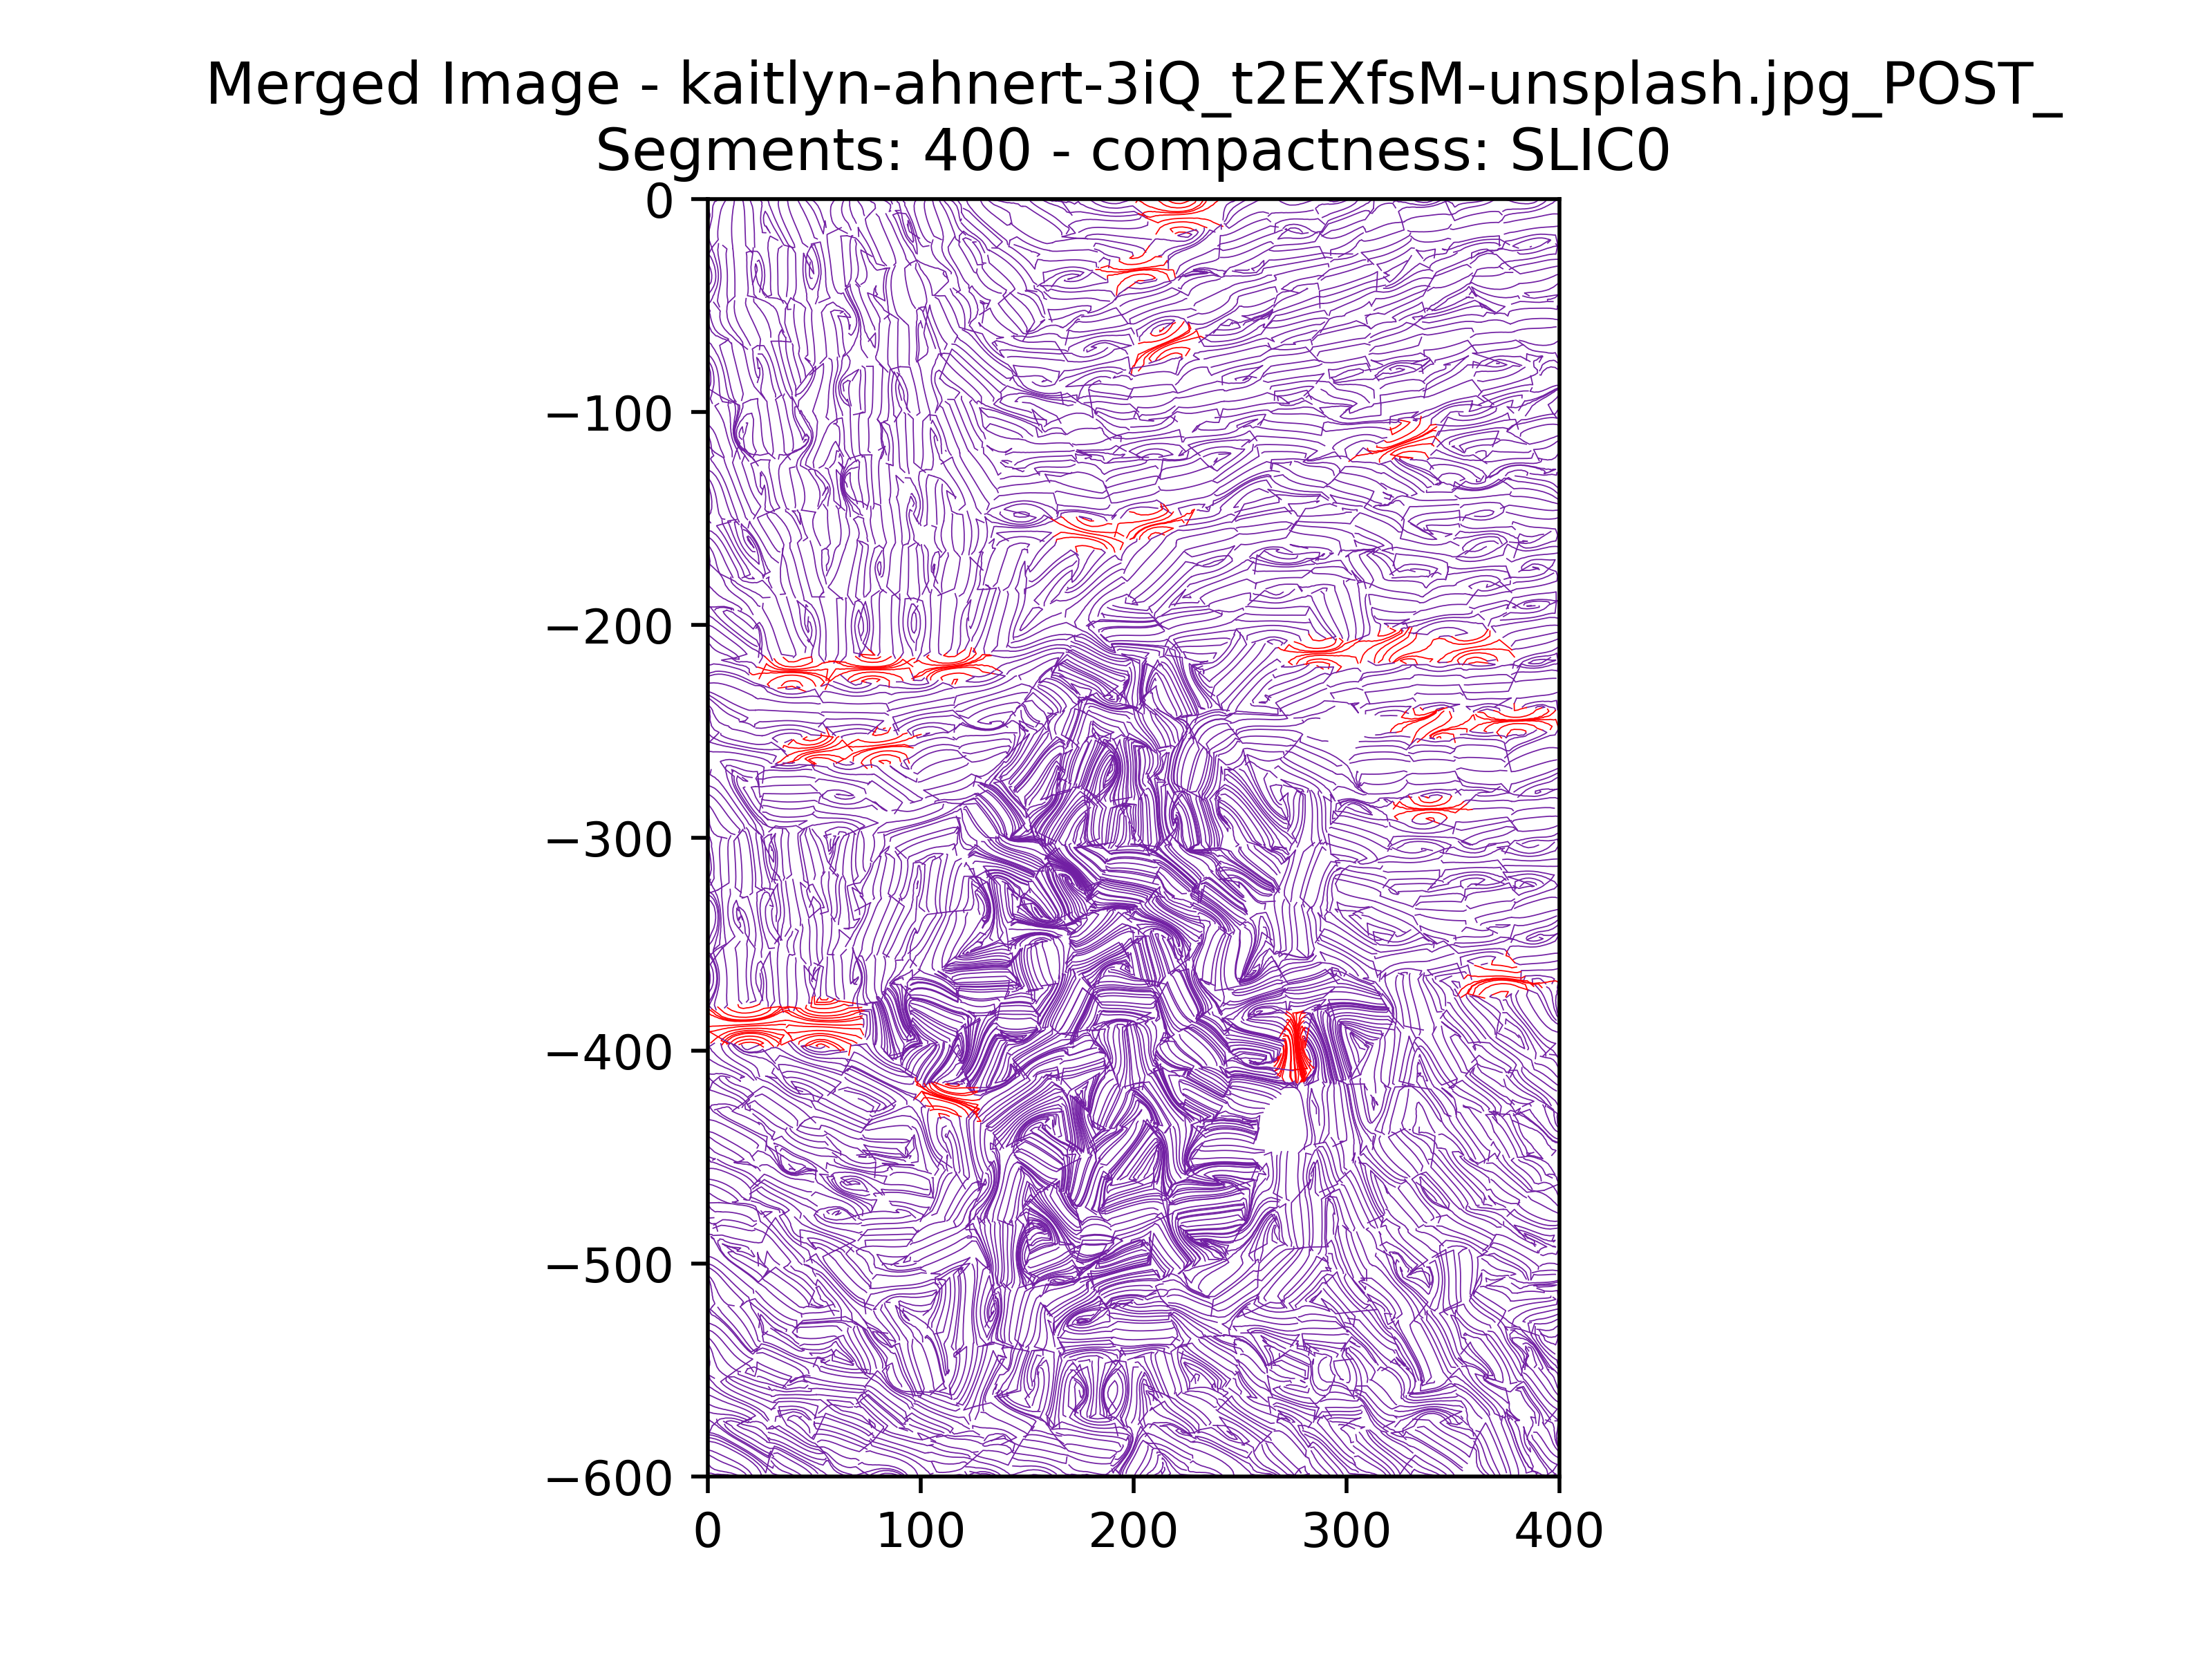 Merged Image - kaitlyn-ahnert-3iQ_t2EXfsM-unsplash.jpg_POST_
Segments: 400 - compactness: SLIC0
0
−100
−200
−300
−400
−500
−600
0 100 200 300 400